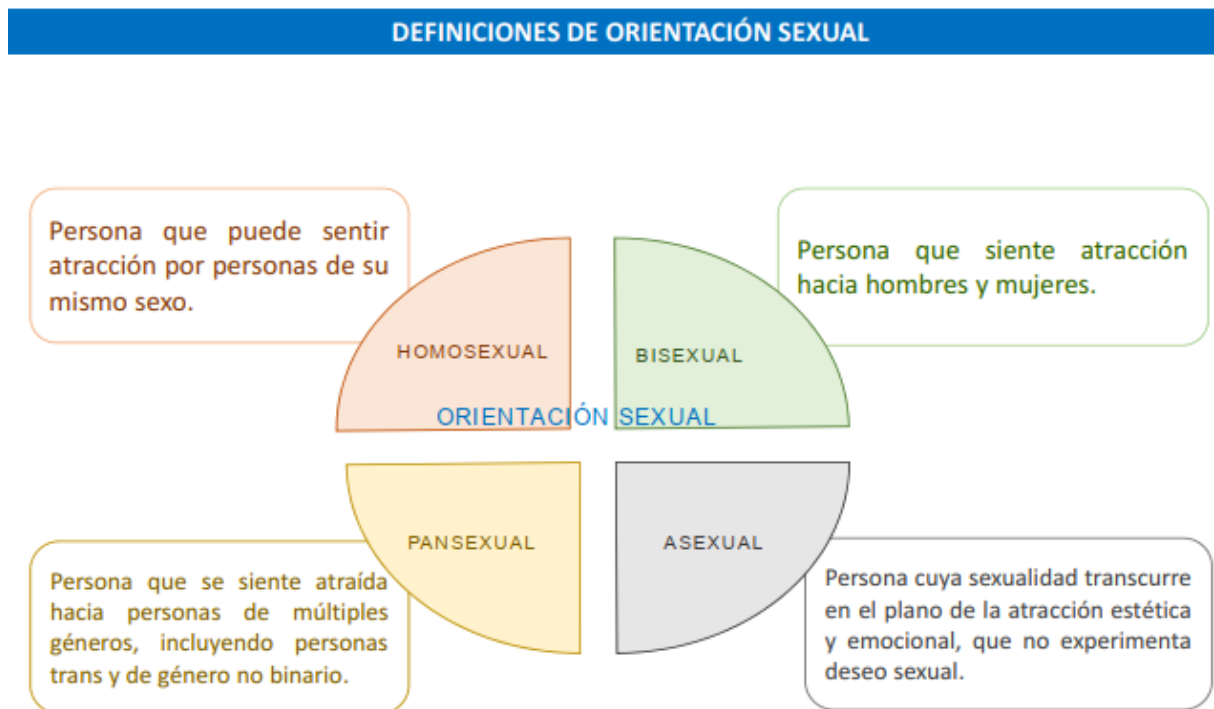 DEFINICIONES DE ORIENTACIÓN SEXUAL
Persona que puede sentir
atracción por personas de su
mismo sexo.
Persona que siente atracción
hacia hombres y mujeres.
HOMOSEXUAL
BISEXUAL
ORIENTACIÓN SEXUAL
PANSEXUAL
ASEXUAL
Persona que se siente atraída
hacia personas de múltiples
géneros, incluyendo personas
trans y de género no binario.
Persona cuya sexualidad transcurre
en el plano de la atracción estética
y emocional, que no experimenta
deseo sexual.